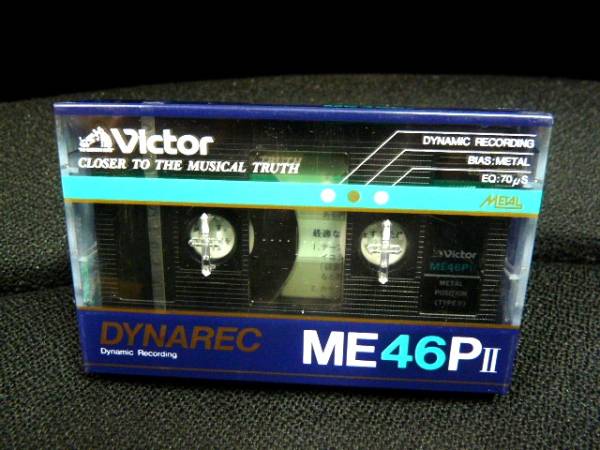 Victor
CLOSER TO THE MUSICAL TRUTH
DYNAMIC RECORDING
BIAS:METAL
EQ:70μS
METAL
Victor
ME46PII
METAL
POSITION
DYNAREC
Dynamic Recording
ME46PII